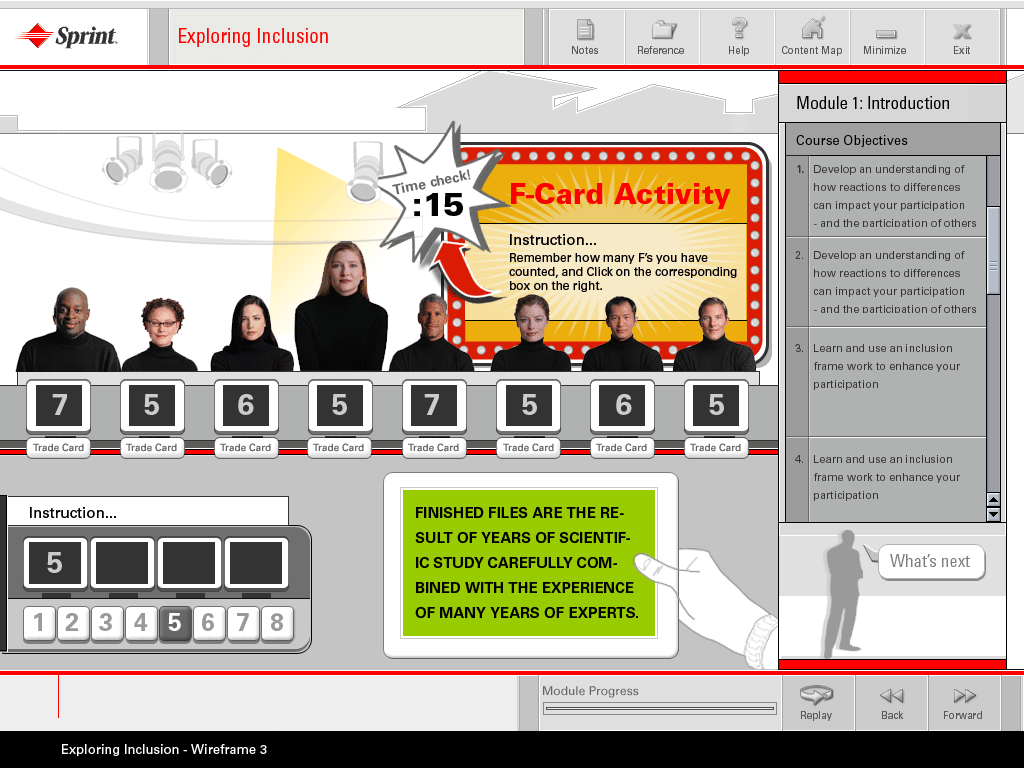 Sprint.
Exploring Inclusion
Notes
Reference
Help
Content Map
Minimize
Exit
Module 1: Introduction
Course Objectives
1. Develop an understanding of
how reactions to differences
can impact your participation
- and the participation of others
2. Develop an understanding of
how reactions to differences
can impact your participation
- and the participation of others
3. Learn and use an inclusion
frame work to enhance your
participation
4. Learn and use an inclusion
frame work to enhance your
participation
Time check!
:15
F-Card Activity
Instruction...
Remember how many F's you have
counted, and Click on the corresponding
box on the right.
7 5 6 5 7 5 6 5
Trade Card Trade Card Trade Card Trade Card Trade Card Trade Card Trade Card Trade Card
Instruction...
5
1 2 3 4 5 6 7 8
FINISHED FILES ARE THE RE-
SULT OF YEARS OF SCIENTIF-
IC STUDY CAREFULLY COM-
BINED WITH THE EXPERIENCE
OF MANY YEARS OF EXPERTS.
What's next
Module Progress
Replay
Back
Forward
Exploring Inclusion - Wireframe 3